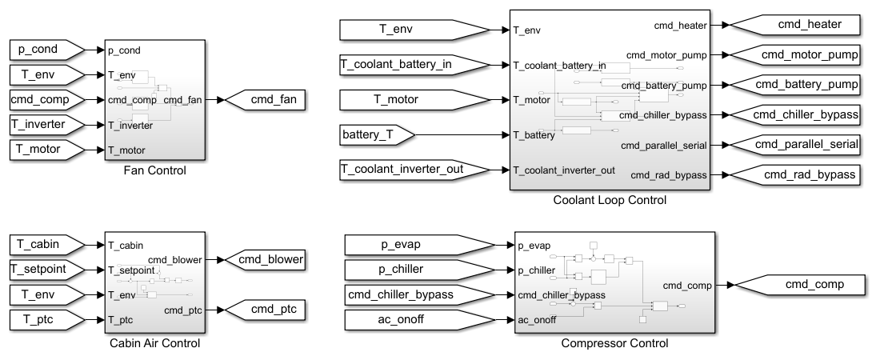 p_cond
T_env
cmd_comp
T_inverter
T_motor
p_cond
T_env
cmd_comp
T_inverter
T_motor
cmd_fan
cmd_fan
Fan Control
T_env
T_coolant_battery_in
T_motor
battery_T
T_coolant_inverter_out
T_env
T_coolant_battery_in
T_motor
T_battery
T_coolant_inverter_out
cmd_heater
cmd_motor_pump
cmd_battery_pump
cmd_chiller_bypass
cmd_parallel_serial
cmd_rad_bypass
cmd_heater
cmd_motor_pump
cmd_battery_pump
cmd_chiller_bypass
cmd_parallel_serial
cmd_rad_bypass
Coolant Loop Control
T_cabin
T_setpoint
T_env
T_ptc
T_cabin
T_setpoint
T_env
T_ptc
cmd_blower
cmd_ptc
cmd_blower
cmd_ptc
Cabin Air Control
p_evap
p_chiller
cmd_chiller_bypass
ac_onoff
p_evap
p_chiller
cmd_chiller_bypass
ac_onoff
cmd_comp
cmd_comp
Compressor Control